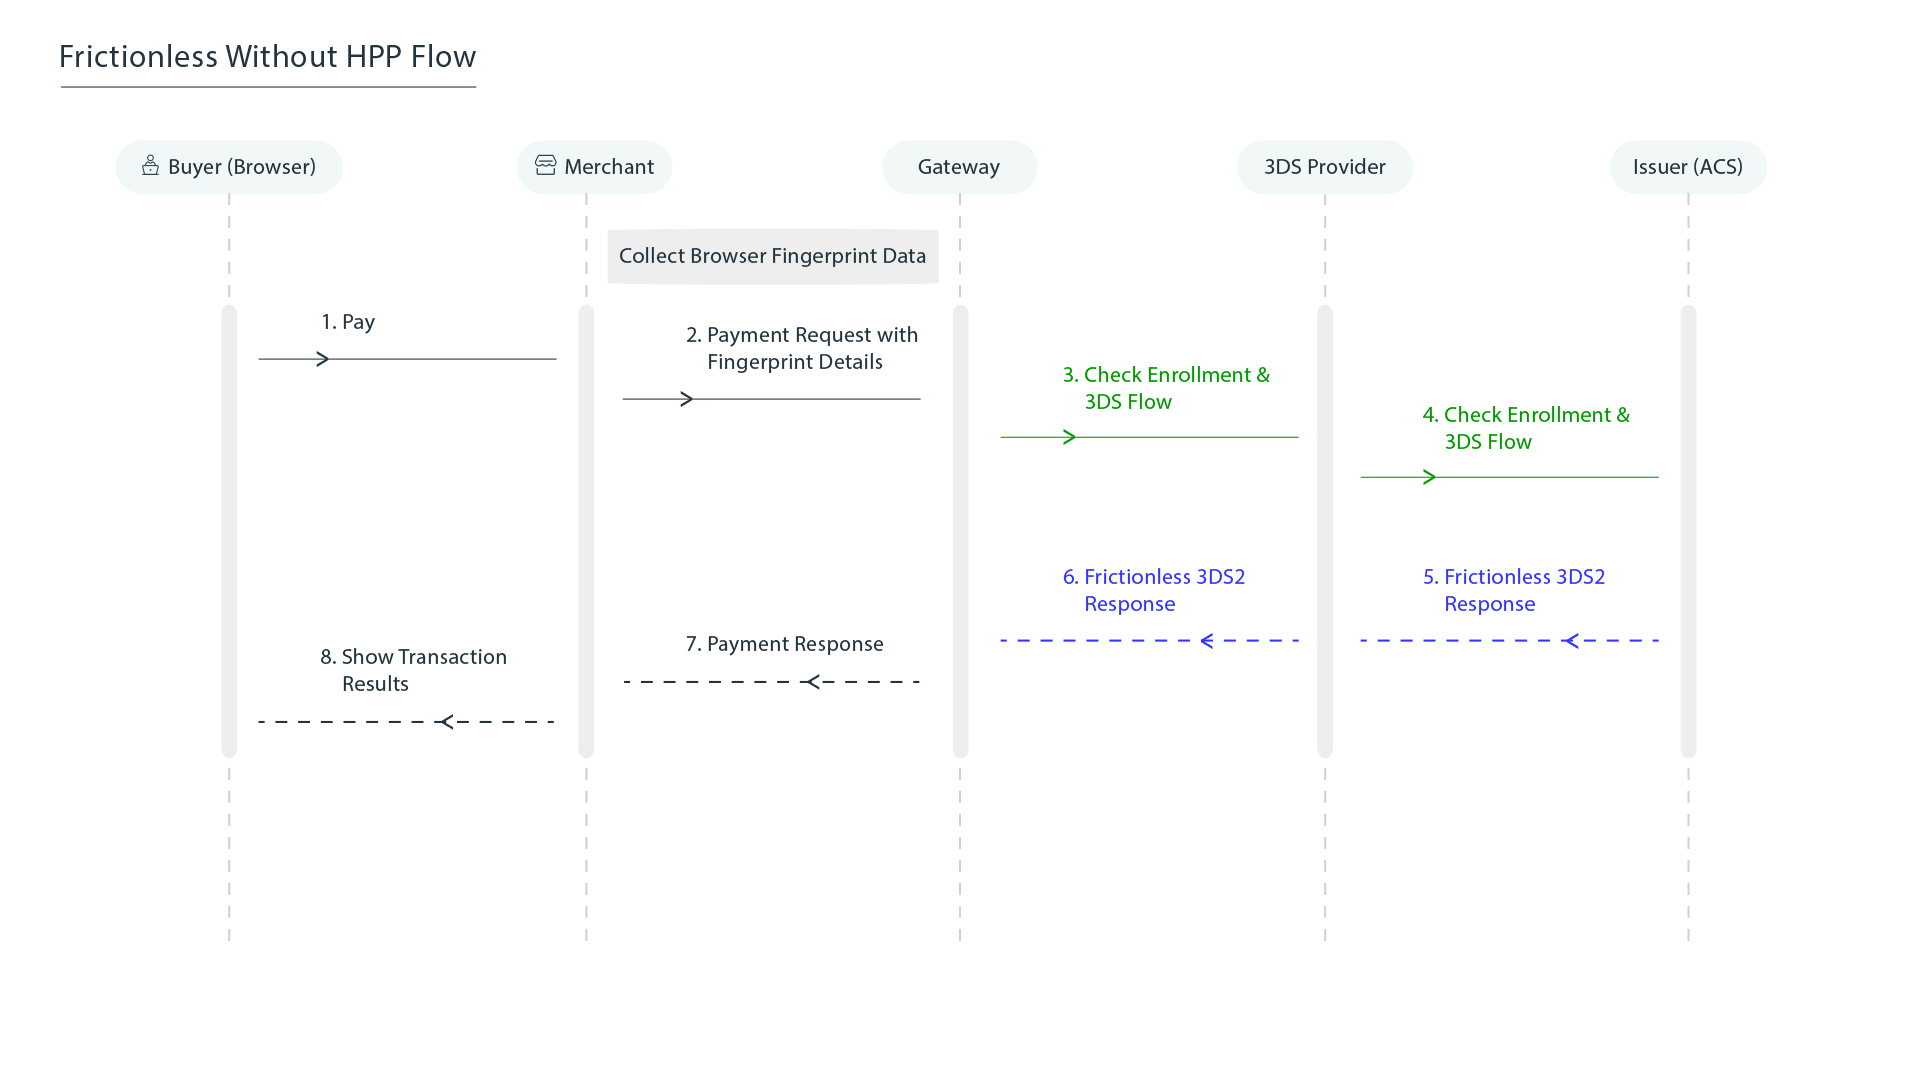 Frictionless Without HPP Flow
Buyer (Browser)
Merchant
Gateway
3DS Provider
Issuer (ACS)
Collect Browser Fingerprint Data
1. Pay
2. Payment Request with
Fingerprint Details
3. Check Enrollment &
3DS Flow
4. Check Enrollment &
3DS Flow
5. Frictionless 3DS2
Response
6. Frictionless 3DS2
Response
7. Payment Response
8. Show Transaction
Results